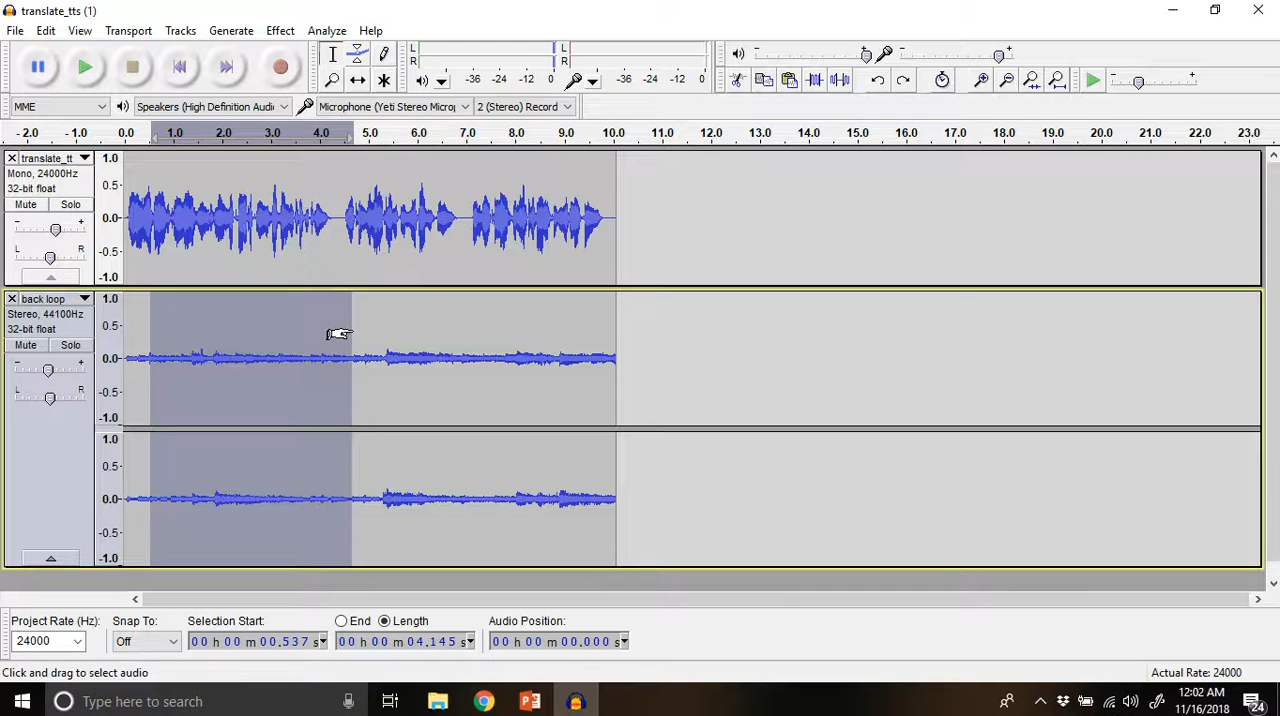 translate_tts (1)
File Edit View Transport Tracks Generate Effect Analyze Help
L R -36 -24 -12 0 L R -36 -24 -12 0
MME Speakers (High Definition Audi Microphone (Yeti Stereo Microp 2 (Stereo) Record
- 2.0 - 1.0 0.0 1.0 2.0 3.0 4.0 5.0 6.0 7.0 8.0 9.0 10.0 11.0 12.0 13.0 14.0 15.0 16.0 17.0 18.0 19.0 20.0 21.0 22.0 23.0
translate_tt 1.0
Mono, 24000Hz
32-bit float 0.5
Mute Solo
- + 0.0
L R -0.5
-1.0
back loop 1.0
Stereo, 44100Hz
32-bit float 0.5
Mute Solo
- + 0.0
L R -0.5
-1.0
1.0
0.5
0.0
-0.5
-1.0
Project Rate (Hz): Snap To: Selection Start: End Length Audio Position:
24000 Off 00 h 00 m 00.537 s 00 h 00 m 04.145 s 00 h 00 m 00.000 s
Click and drag to select audio Actual Rate: 24000
Type here to search 12:02 AM
11/16/2018 24